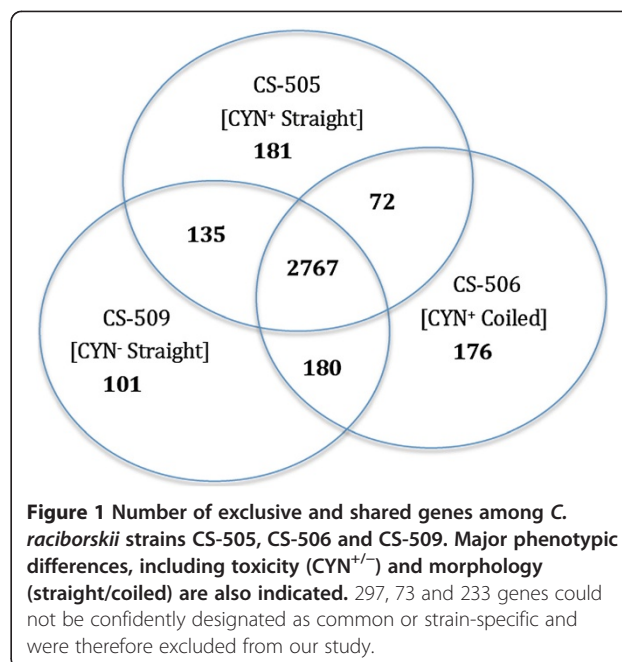 CS-505
[CYN⁺ Straight]
181
135
72
2767
CS-506
[CYN⁺ Coiled]
176
CS-509
[CYN⁻ Straight]
101
180
Figure 1 Number of exclusive and shared genes among C.
raciborskii strains CS-505, CS-506 and CS-509. Major phenotypic
differences, including toxicity (CYN⁺/⁻) and morphology
(straight/coiled) are also indicated. 297, 73 and 233 genes could
not be confidently designated as common or strain-specific and
were therefore excluded from our study.